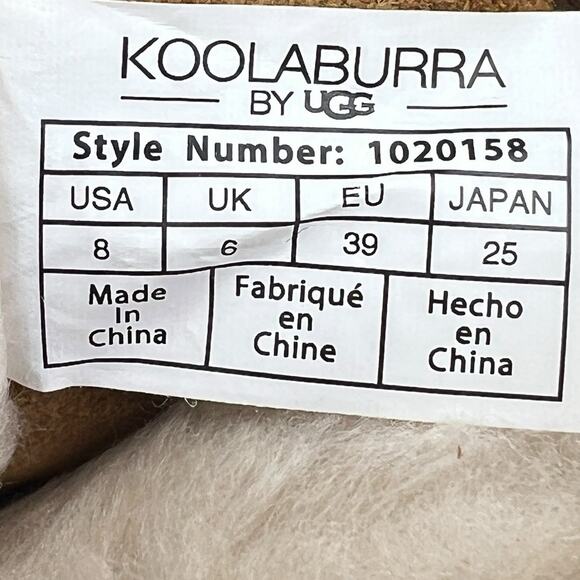 KOOLABURRA
BY UGG
Style Number: 1020158
USA UK EU JAPAN
8 6 39 25
Made
In
China
Fabriqué
en
Chine
Hecho
en
China